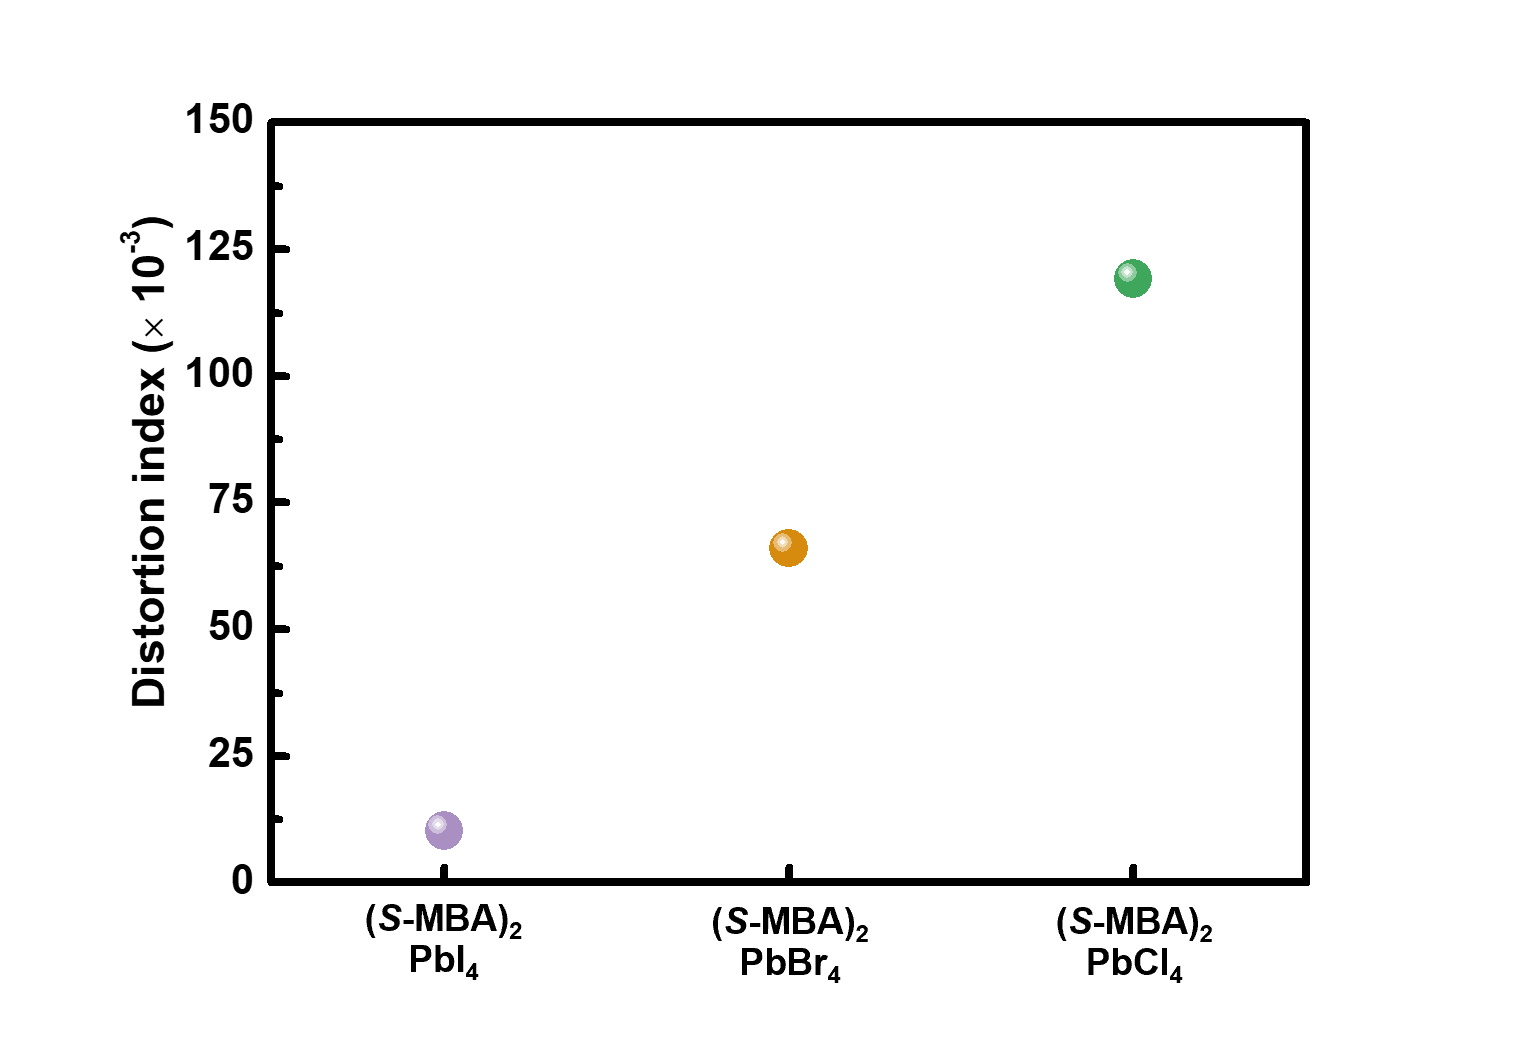 150
125
100
75
50
25
0
Distortion index (× 10⁻³)
(S-MBA)₂
PbI₄
(S-MBA)₂
PbBr₄
(S-MBA)₂
PbCl₄